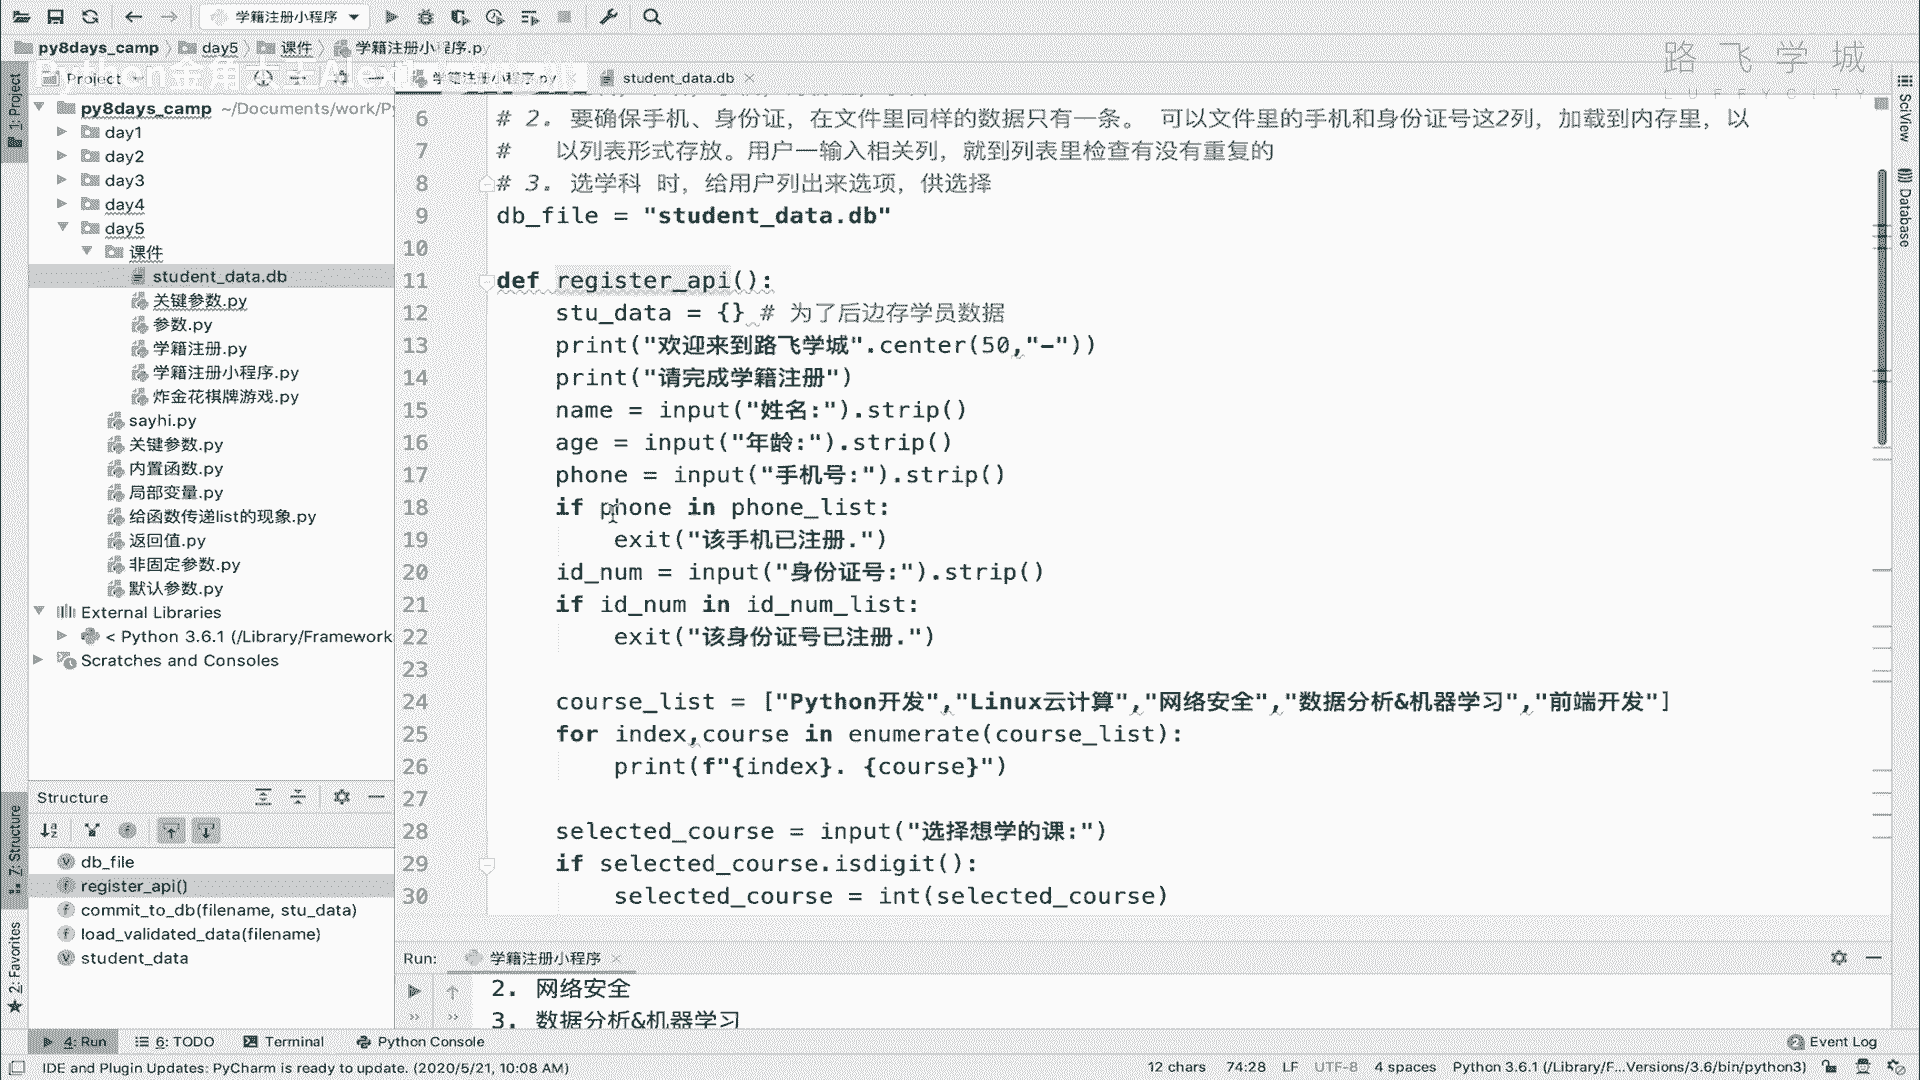 学籍注册小程序
py8days_camp
day5
课件
学籍注册小程序.py
Project
学籍注册小程序.py
student_data.db
路飞学城
LUFFYCITY
1: Project
py8days_camp ~/Documents/work/Py
day1
day2
day3
day4
day5
课件
student_data.db
关键参数.py
参数.py
学籍注册.py
学籍注册小程序.py
炸金花棋牌游戏.py
sayhi.py
关键参数.py
内置函数.py
局部变量.py
给函数传递list的现象.py
返回值.py
非固定参数.py
默认参数.py
External Libraries
< Python 3.6.1 (/Library/Framework
Scratches and Consoles
Structure
db_file
register_api()
commit_to_db(filename, stu_data)
load_validated_data(filename)
student_data
7: Structure
2: Favorites
6 # 2. 要确保手机、身份证，在文件里同样的数据只有一条。 可以文件里的手机和身份证号这2列，加载到内存里，以
7 #    以列表形式存放。用户一输入相关列，就到列表里检查有没有重复的
8 # 3. 选学科 时，给用户列出来选项，供选择
9 db_file = "student_data.db"
10
11 def register_api():
12     stu_data = {} # 为了后边存学员数据
13     print("欢迎来到路飞学城".center(50,"-"))
14     print("请完成学籍注册")
15     name = input("姓名:").strip()
16     age = input("年龄:").strip()
17     phone = input("手机号:").strip()
18     if phone in phone_list:
19         exit("该手机已注册.")
20     id_num = input("身份证号:").strip()
21     if id_num in id_num_list:
22         exit("该身份证号已注册.")
23
24     course_list = ["Python开发","Linux云计算","网络安全","数据分析&机器学习","前端开发"]
25     for index,course in enumerate(course_list):
26         print(f"{index}. {course}")
27
28     selected_course = input("选择想学的课:")
29     if selected_course.isdigit():
30         selected_course = int(selected_course)
SciView
Database
Run: 学籍注册小程序
2. 网络安全
3. 数据分析&机器学习
4: Run
6: TODO
Terminal
Python Console
Event Log
IDE and Plugin Updates: PyCharm is ready to update. (2020/5/21, 10:08 AM)
12 chars 74:28 LF UTF-8 4 spaces Python 3.6.1 (/Library/F...Versions/3.6/bin/python3)